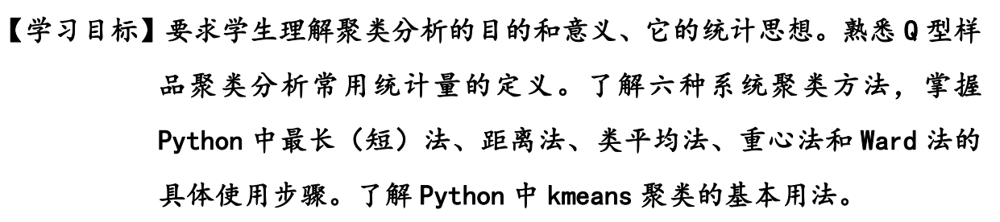 【学习目标】要求学生理解聚类分析的目的和意义、它的统计思想。熟悉 Q 型样
品聚类分析常用统计量的定义。了解六种系统聚类方法，掌握
Python 中最长（短）法、距离法、类平均法、重心法和 Ward 法的
具体使用步骤。了解 Python 中 kmeans 聚类的基本用法。